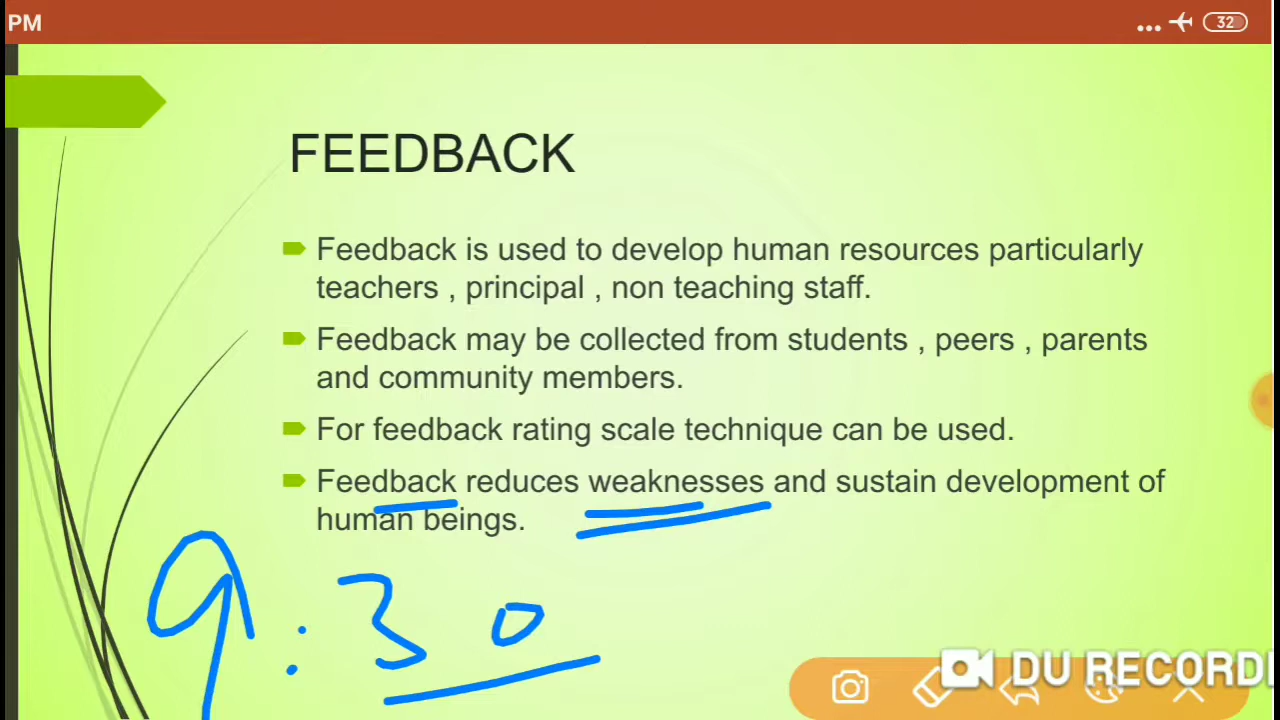 PM
32
FEEDBACK
Feedback is used to develop human resources particularly
teachers , principal , non teaching staff.
Feedback may be collected from students , peers , parents
and community members.
For feedback rating scale technique can be used.
Feedback reduces weaknesses and sustain development of
human beings.
9:30
DU RECORDE